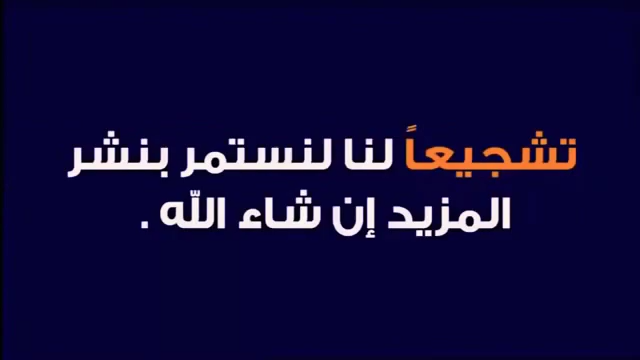 تشجيعاً لنا لنستمر بنشر
المزيد إن شاء الله .